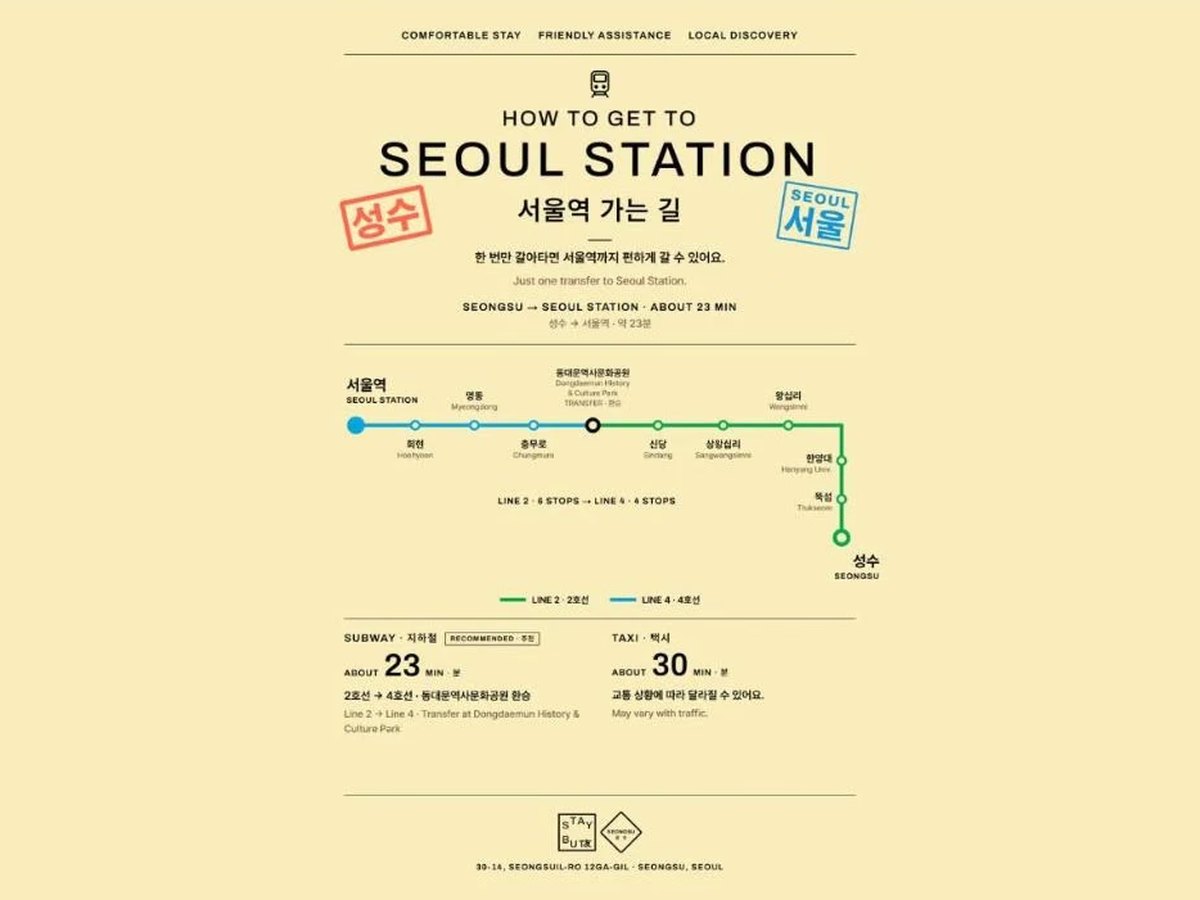 COMFORTABLE STAY FRIENDLY ASSISTANCE LOCAL DISCOVERY
HOW TO GET TO
SEOUL STATION
성수
서울역 가는 길
SEOUL
서울
한 번만 갈아타면 서울역까지 편하게 갈 수 있어요.
Just one transfer to Seoul Station.
SEONGSU → SEOUL STATION · ABOUT 23 MIN
성수 → 서울역 · 약 23분
서울역
SEOUL STATION
회현
Hoehyeon
명동
Myeongdong
충무로
Chungmuro
동대문역사문화공원
Dongdaemun History
& Culture Park
TRANSFER · 환승
신당
Sindang
상왕십리
Sangwangsimni
왕십리
Wangsimni
한양대
Hanyang Univ.
뚝섬
Ttukseom
성수
SEONGSU
LINE 2 · 6 STOPS → LINE 4 · 4 STOPS
LINE 2 · 2호선 LINE 4 · 4호선
SUBWAY · 지하철 RECOMMENDED · 추천
ABOUT 23 MIN · 분
2호선 → 4호선 · 동대문역사문화공원 환승
Line 2 → Line 4 · Transfer at Dongdaemun History &
Culture Park
TAXI · 택시
ABOUT 30 MIN · 분
교통 상황에 따라 달라질 수 있어요.
May vary with traffic.
STAY
SEONGSU
성수
30-14, SEONGSUIL-RO 12GA-GIL · SEONGSU, SEOUL